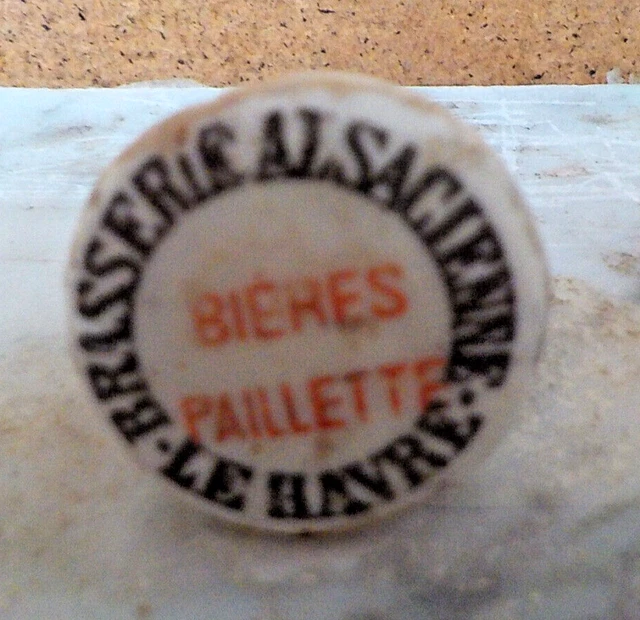 BRASSERIE ALSACIENNE
BIÈRES
PAILLETTE
• LE HAVRE •